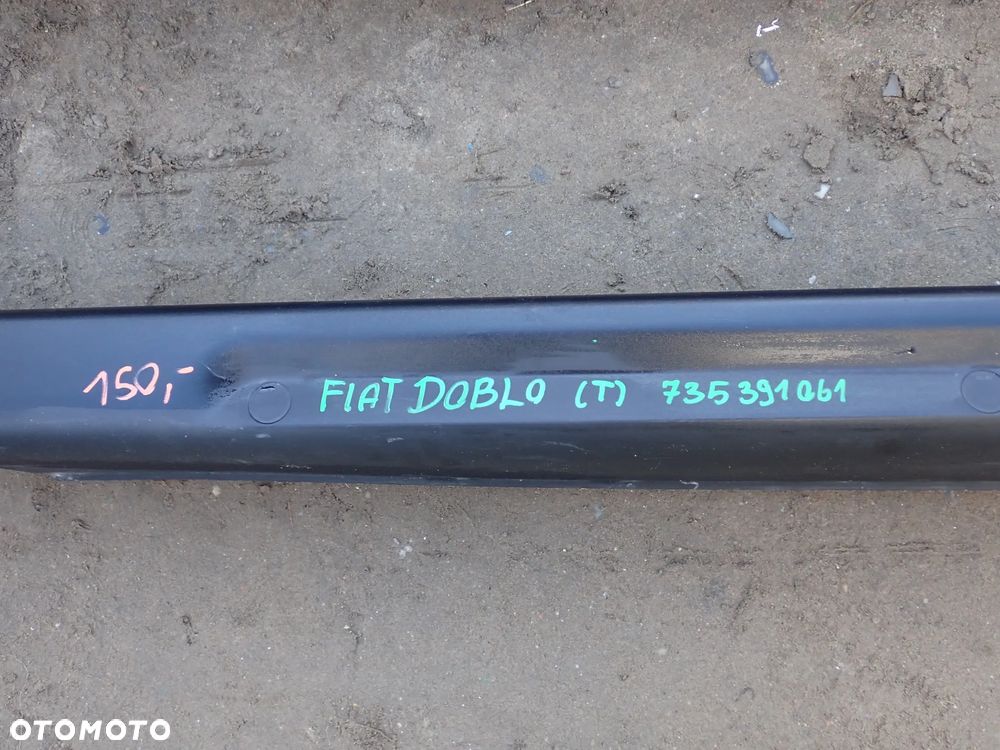 150,-
FIAT DOBLO (T) 735391061
OTOMOTO